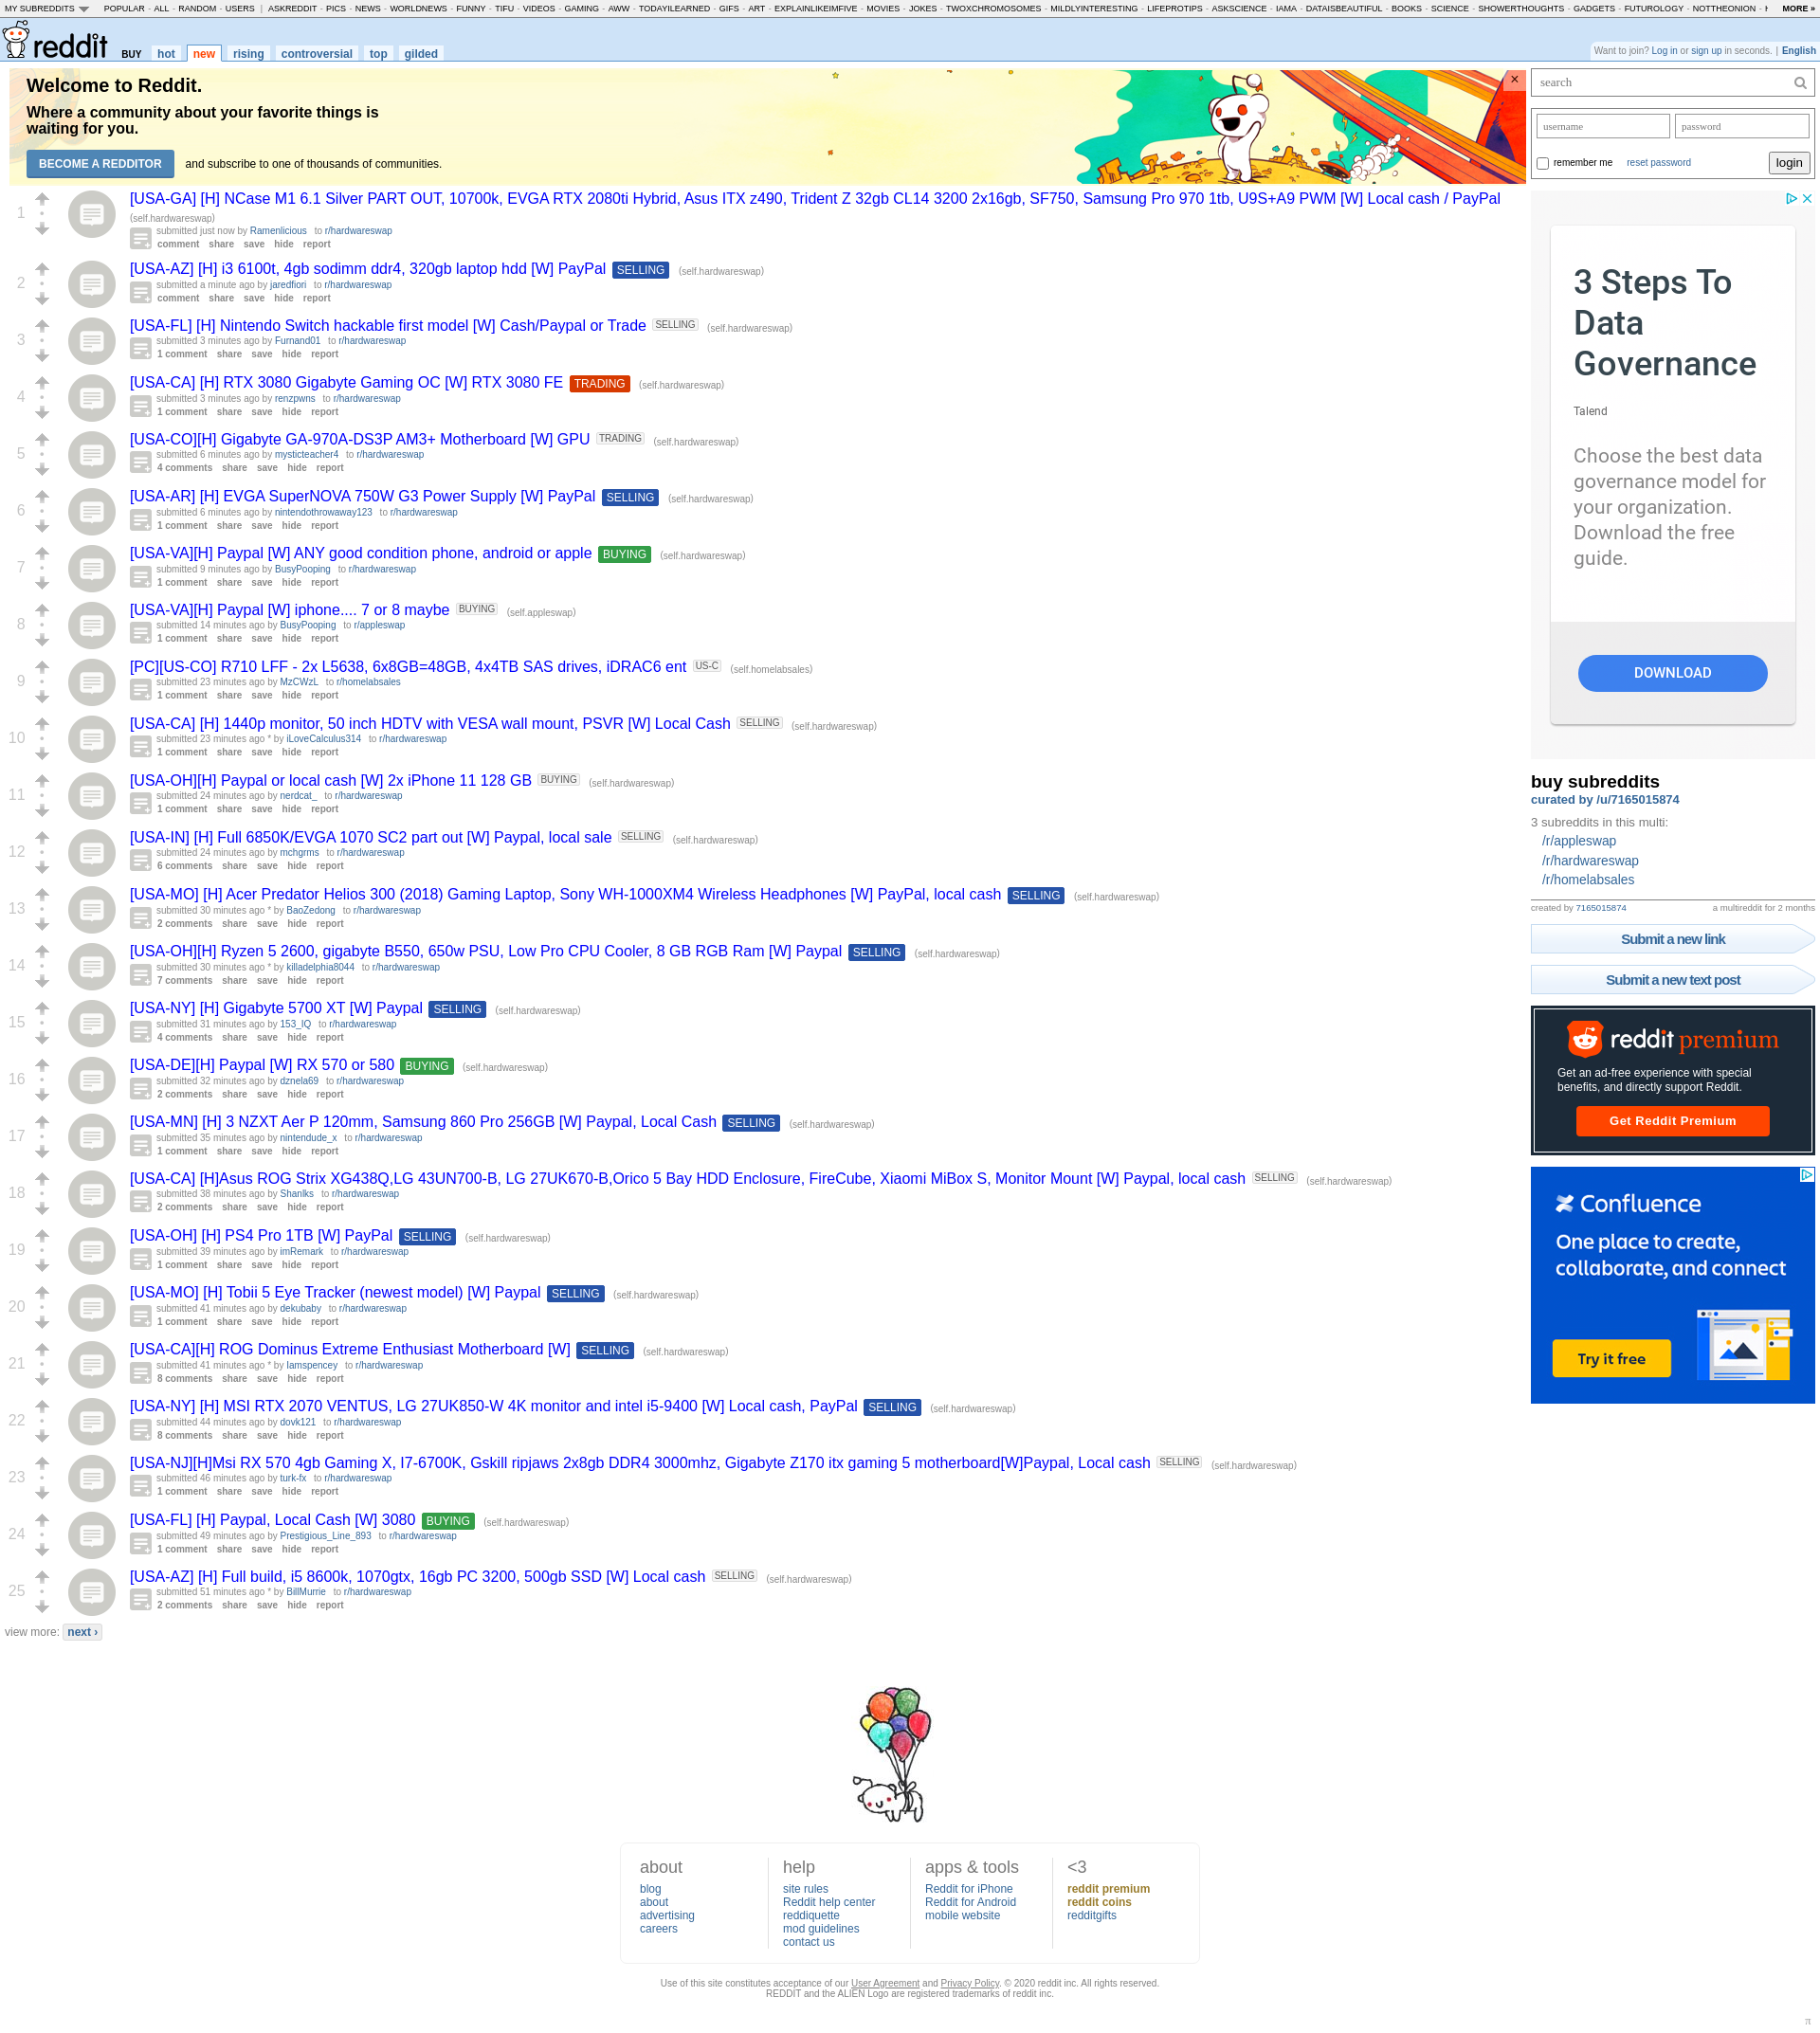 MY SUBREDDITS POPULAR - ALL - RANDOM - USERS | ASKREDDIT - PICS - NEWS - WORLDNEWS - FUNNY - TIFU - VIDEOS - GAMING - AWW - TODAYILEARNED - GIFS - ART - EXPLAINLIKEIMFIVE - MOVIES - JOKES - TWOXCHROMOSOMES - MILDLYINTERESTING - LIFEPROTIPS - ASKSCIENCE - IAMA - DATAISBEAUTIFUL - BOOKS - SCIENCE - SHOWERTHOUGHTS - GADGETS - FUTUROLOGY - NOTTHEONION - MORE »
reddit BUY hot new rising controversial top gilded
Want to join? Log in or sign up in seconds. | English
Welcome to Reddit.
Where a community about your favorite things is
waiting for you.
BECOME A REDDITOR and subscribe to one of thousands of communities.
×
1
[USA-GA] [H] NCase M1 6.1 Silver PART OUT, 10700k, EVGA RTX 2080ti Hybrid, Asus ITX z490, Trident Z 32gb CL14 3200 2x16gb, SF750, Samsung Pro 970 1tb, U9S+A9 PWM [W] Local cash / PayPal
(self.hardwareswap)
submitted just now by Ramenlicious to r/hardwareswap
comment share save hide report
2
[USA-AZ] [H] i3 6100t, 4gb sodimm ddr4, 320gb laptop hdd [W] PayPal SELLING (self.hardwareswap)
submitted a minute ago by jaredfiori to r/hardwareswap
comment share save hide report
3
[USA-FL] [H] Nintendo Switch hackable first model [W] Cash/Paypal or Trade SELLING (self.hardwareswap)
submitted 3 minutes ago by Furnand01 to r/hardwareswap
1 comment share save hide report
4
[USA-CA] [H] RTX 3080 Gigabyte Gaming OC [W] RTX 3080 FE TRADING (self.hardwareswap)
submitted 3 minutes ago by renzpwns to r/hardwareswap
1 comment share save hide report
5
[USA-CO][H] Gigabyte GA-970A-DS3P AM3+ Motherboard [W] GPU TRADING (self.hardwareswap)
submitted 6 minutes ago by mysticteacher4 to r/hardwareswap
4 comments share save hide report
6
[USA-AR] [H] EVGA SuperNOVA 750W G3 Power Supply [W] PayPal SELLING (self.hardwareswap)
submitted 6 minutes ago by nintendothrowaway123 to r/hardwareswap
1 comment share save hide report
7
[USA-VA][H] Paypal [W] ANY good condition phone, android or apple BUYING (self.hardwareswap)
submitted 9 minutes ago by BusyPooping to r/hardwareswap
1 comment share save hide report
8
[USA-VA][H] Paypal [W] iphone.... 7 or 8 maybe BUYING (self.appleswap)
submitted 14 minutes ago by BusyPooping to r/appleswap
1 comment share save hide report
9
[PC][US-CO] R710 LFF - 2x L5638, 6x8GB=48GB, 4x4TB SAS drives, iDRAC6 ent US-C (self.homelabsales)
submitted 23 minutes ago by MzCWzL to r/homelabsales
1 comment share save hide report
10
[USA-CA] [H] 1440p monitor, 50 inch HDTV with VESA wall mount, PSVR [W] Local Cash SELLING (self.hardwareswap)
submitted 23 minutes ago * by iLoveCalculus314 to r/hardwareswap
1 comment share save hide report
11
[USA-OH][H] Paypal or local cash [W] 2x iPhone 11 128 GB BUYING (self.hardwareswap)
submitted 24 minutes ago by nerdcat_ to r/hardwareswap
1 comment share save hide report
12
[USA-IN] [H] Full 6850K/EVGA 1070 SC2 part out [W] Paypal, local sale SELLING (self.hardwareswap)
submitted 24 minutes ago by mchgrms to r/hardwareswap
6 comments share save hide report
13
[USA-MO] [H] Acer Predator Helios 300 (2018) Gaming Laptop, Sony WH-1000XM4 Wireless Headphones [W] PayPal, local cash SELLING (self.hardwareswap)
submitted 30 minutes ago * by BaoZedong to r/hardwareswap
2 comments share save hide report
14
[USA-OH][H] Ryzen 5 2600, gigabyte B550, 650w PSU, Low Pro CPU Cooler, 8 GB RGB Ram [W] Paypal SELLING (self.hardwareswap)
submitted 30 minutes ago * by killadelphia8044 to r/hardwareswap
7 comments share save hide report
15
[USA-NY] [H] Gigabyte 5700 XT [W] Paypal SELLING (self.hardwareswap)
submitted 31 minutes ago by 153_IQ to r/hardwareswap
4 comments share save hide report
16
[USA-DE][H] Paypal [W] RX 570 or 580 BUYING (self.hardwareswap)
submitted 32 minutes ago by dznela69 to r/hardwareswap
2 comments share save hide report
17
[USA-MN] [H] 3 NZXT Aer P 120mm, Samsung 860 Pro 256GB [W] Paypal, Local Cash SELLING (self.hardwareswap)
submitted 35 minutes ago by nintendude_x to r/hardwareswap
1 comment share save hide report
18
[USA-CA] [H]Asus ROG Strix XG438Q,LG 43UN700-B, LG 27UK670-B,Orico 5 Bay HDD Enclosure, FireCube, Xiaomi MiBox S, Monitor Mount [W] Paypal, local cash SELLING (self.hardwareswap)
submitted 38 minutes ago by Shanlks to r/hardwareswap
2 comments share save hide report
19
[USA-OH] [H] PS4 Pro 1TB [W] PayPal SELLING (self.hardwareswap)
submitted 39 minutes ago by imRemark to r/hardwareswap
1 comment share save hide report
20
[USA-MO] [H] Tobii 5 Eye Tracker (newest model) [W] Paypal SELLING (self.hardwareswap)
submitted 41 minutes ago by dekubaby to r/hardwareswap
1 comment share save hide report
21
[USA-CA][H] ROG Dominus Extreme Enthusiast Motherboard [W] SELLING (self.hardwareswap)
submitted 41 minutes ago * by Iamspencey to r/hardwareswap
8 comments share save hide report
22
[USA-NY] [H] MSI RTX 2070 VENTUS, LG 27UK850-W 4K monitor and intel i5-9400 [W] Local cash, PayPal SELLING (self.hardwareswap)
submitted 44 minutes ago by dovk121 to r/hardwareswap
8 comments share save hide report
23
[USA-NJ][H]Msi RX 570 4gb Gaming X, I7-6700K, Gskill ripjaws 2x8gb DDR4 3000mhz, Gigabyte Z170 itx gaming 5 motherboard[W]Paypal, Local cash SELLING (self.hardwareswap)
submitted 46 minutes ago by turk-fx to r/hardwareswap
1 comment share save hide report
24
[USA-FL] [H] Paypal, Local Cash [W] 3080 BUYING (self.hardwareswap)
submitted 49 minutes ago by Prestigious_Line_893 to r/hardwareswap
1 comment share save hide report
25
[USA-AZ] [H] Full build, i5 8600k, 1070gtx, 16gb PC 3200, 500gb SSD [W] Local cash SELLING (self.hardwareswap)
submitted 51 minutes ago * by BillMurrie to r/hardwareswap
2 comments share save hide report
view more: next ›
search
username password
remember me reset password login
3 Steps To
Data
Governance
Talend
Choose the best data
governance model for
your organization.
Download the free
guide.
DOWNLOAD
buy subreddits
curated by /u/7165015874
3 subreddits in this multi:
/r/appleswap
/r/hardwareswap
/r/homelabsales
created by 7165015874 a multireddit for 2 months
Submit a new link
Submit a new text post
reddit premium
Get an ad-free experience with special
benefits, and directly support Reddit.
Get Reddit Premium
Confluence
One place to create,
collaborate, and connect
Try it free
about
blog
about
advertising
careers
help
site rules
Reddit help center
reddiquette
mod guidelines
contact us
apps & tools
Reddit for iPhone
Reddit for Android
mobile website
<3
reddit premium
reddit coins
redditgifts
Use of this site constitutes acceptance of our User Agreement and Privacy Policy. © 2020 reddit inc. All rights reserved.
REDDIT and the ALIEN Logo are registered trademarks of reddit inc.
π